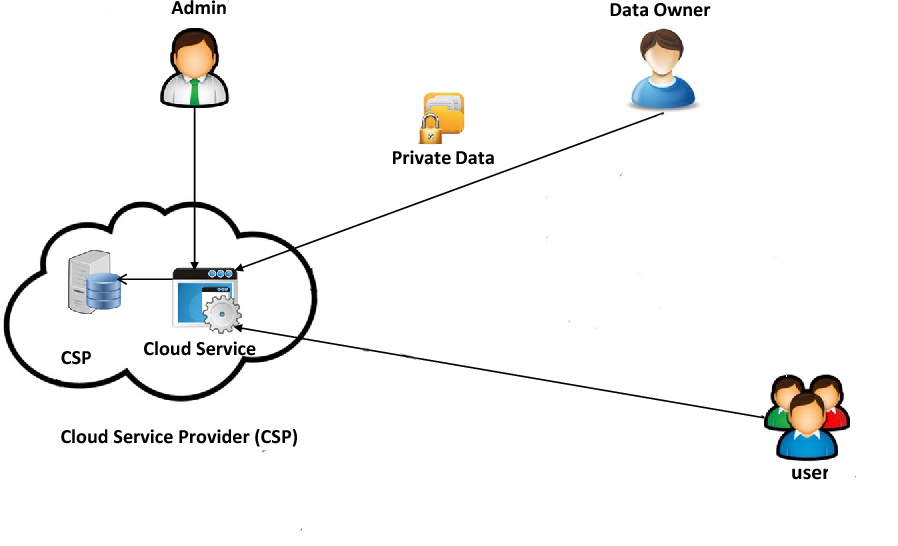 Admin
Data Owner
Private Data
CSP
Cloud Service
Cloud Service Provider (CSP)
user